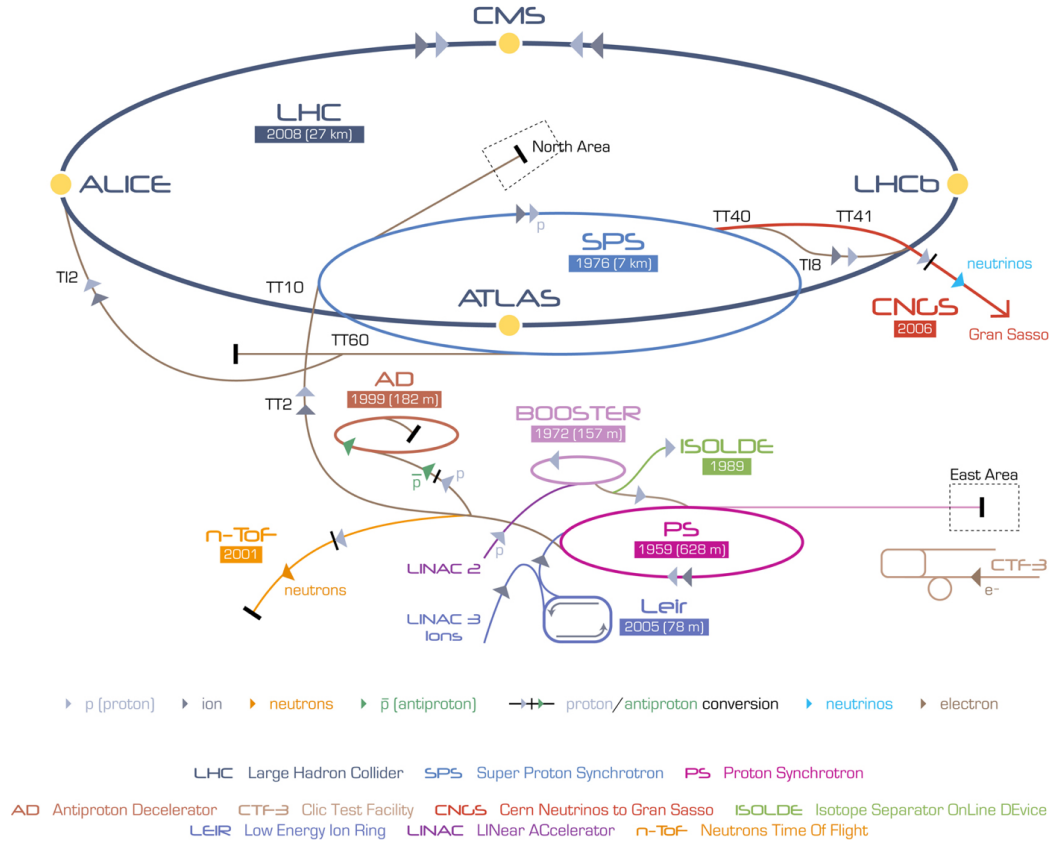 CMS
LHC
2008 (27 km)
North Area
ALICE
LHCb
TT40
TT41
p
SPS
1976 (7 km)
TI8
neutrinos
TI2
TT10
ATLAS
CNGS
2006
Gran Sasso
TT60
AD
1999 (182 m)
TT2
BOOSTER
1972 (157 m)
ISOLDE
1989
p̄
p
East Area
n-ToF
2001
PS
1959 (628 m)
p
LINAC 2
neutrons
CTF-3
e-
LINAC 3
Ions
Leir
2005 (78 m)
p (proton) ion neutrons p̄ (antiproton) proton/antiproton conversion neutrinos electron
LHC Large Hadron Collider SPS Super Proton Synchrotron PS Proton Synchrotron
AD Antiproton Decelerator CTF-3 Clic Test Facility CNGS Cern Neutrinos to Gran Sasso ISOLDE Isotope Separator OnLine DEvice
LEIR Low Energy Ion Ring LINAC LINear ACcelerator n-ToF Neutrons Time Of Flight